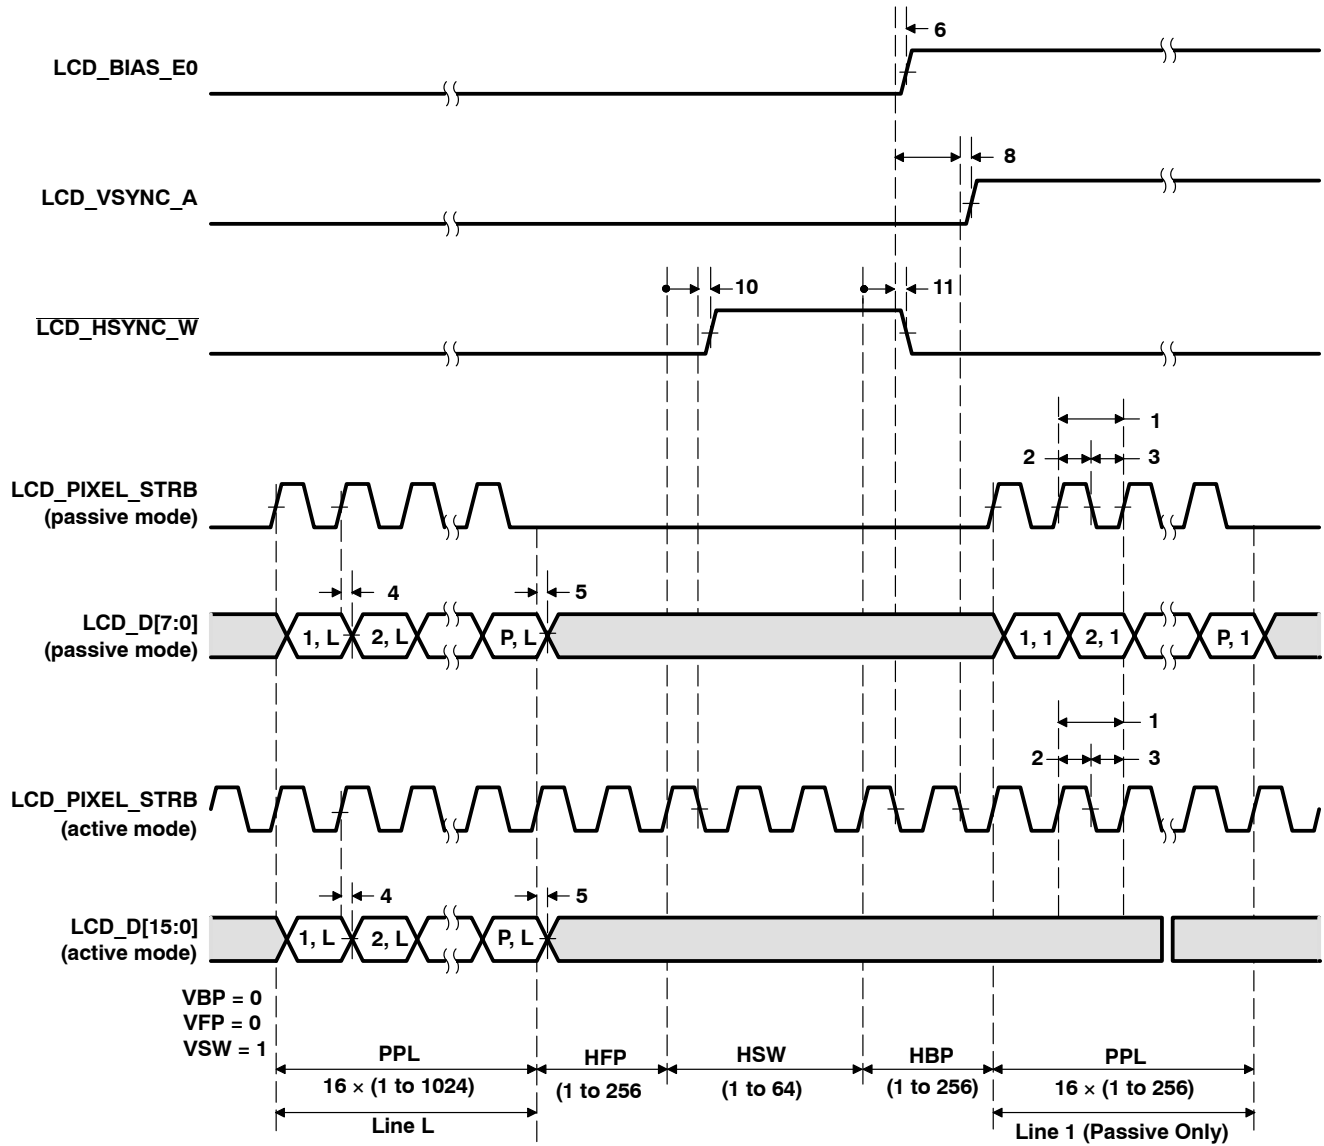 6
LCD_BIAS_E0
8
LCD_VSYNC_A
10
11
LCD_HSYNC_W
1
2
3
LCD_PIXEL_STRB
(passive mode)
4
5
LCD_D[7:0]
(passive mode)
1, L
2, L
P, L
1, 1
2, 1
P, 1
1
2
3
LCD_PIXEL_STRB
(active mode)
4
5
LCD_D[15:0]
(active mode)
1, L
2, L
P, L
VBP = 0
VFP = 0
VSW = 1
PPL
HFP
HSW
HBP
PPL
16 × (1 to 1024)
(1 to 256
(1 to 64)
(1 to 256)
16 × (1 to 256)
Line L
Line 1 (Passive Only)